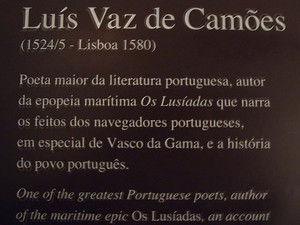 Luís Vaz de Camões
(1524/5 - Lisboa 1580)
Poeta maior da literatura portuguesa, autor
da epopeia marítima Os Lusíadas que narra
os feitos dos navegadores portugueses,
em especial de Vasco da Gama, e a história
do povo português.
One of the greatest Portuguese poets, author
of the maritime epic Os Lusíadas, an account